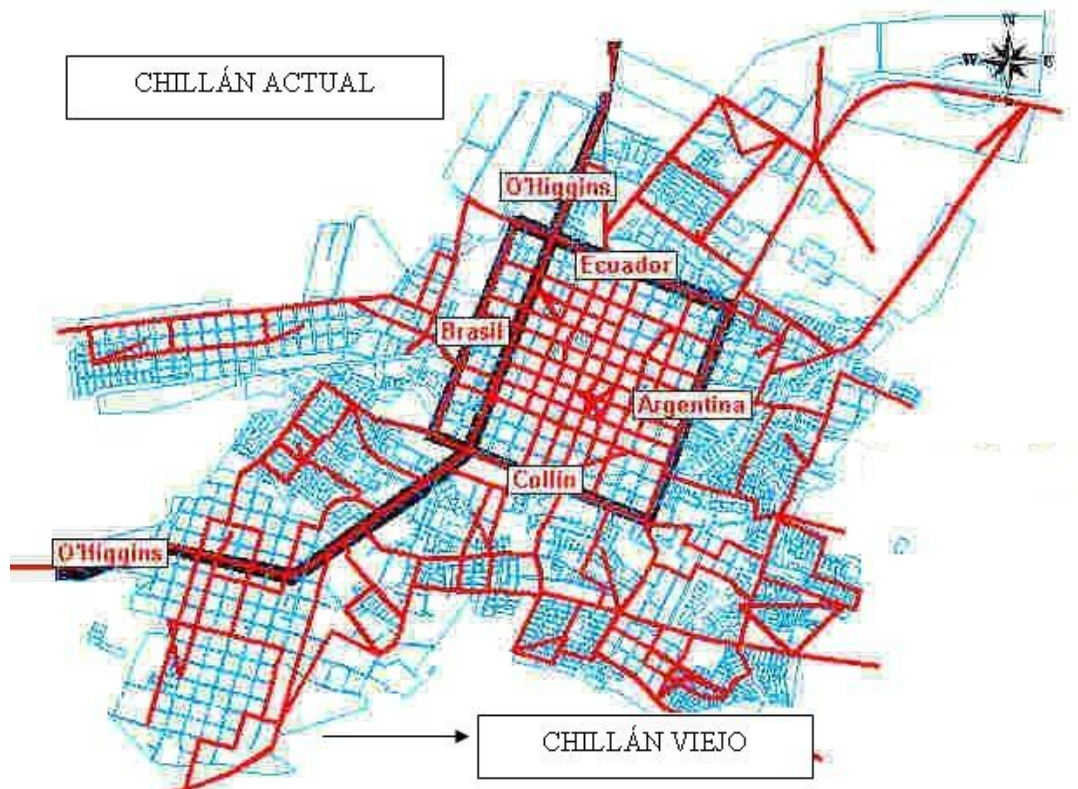 CHILLÁN ACTUAL
N
W
S
O'Higgins
Ecuador
Brasil
Argentina
Collín
O'Higgins
CHILLÁN VIEJO